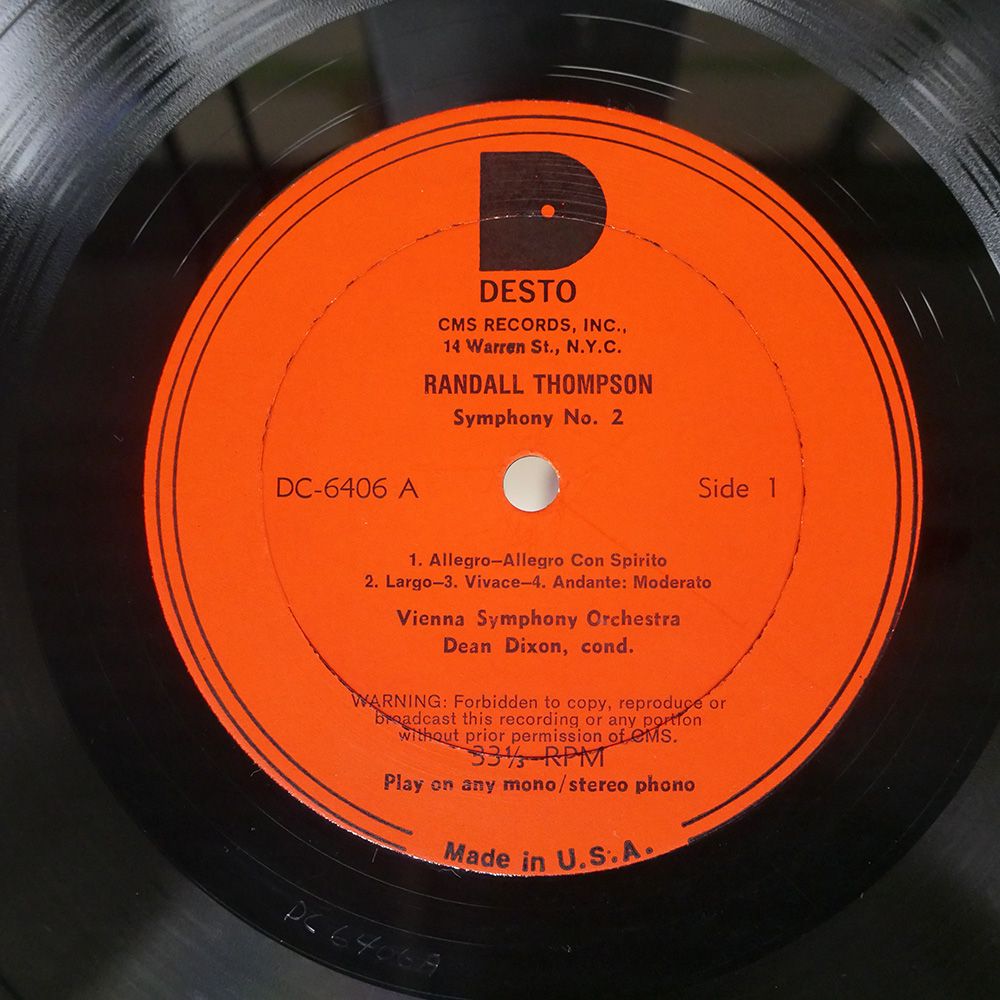 D
DESTO
CMS RECORDS, INC.,
14 Warren St., N.Y.C.
RANDALL THOMPSON
Symphony No. 2
DC-6406 A
Side 1
1. Allegro—Allegro Con Spirito
2. Largo—3. Vivace—4. Andante: Moderato
Vienna Symphony Orchestra
Dean Dixon, cond.
WARNING: Forbidden to copy, reproduce or
broadcast this recording or any portion
without prior permission of CMS.
33⅓ RPM
Play on any mono/stereo phono
Made in U.S.A.
DC 6406A